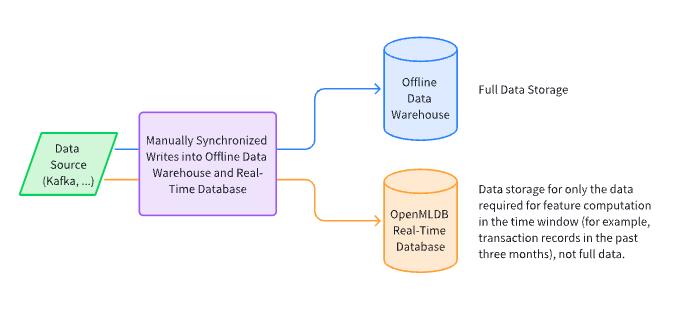 Data
Source
(Kafka, ...)
Manually Synchronized
Writes into Offline Data
Warehouse and Real-
Time Database
Offline
Data
Warehouse
Full Data Storage
OpenMLDB
Real-Time
Database
Data storage for only the data
required for feature computation
in the time window (for example,
transaction records in the past
three months), not full data.